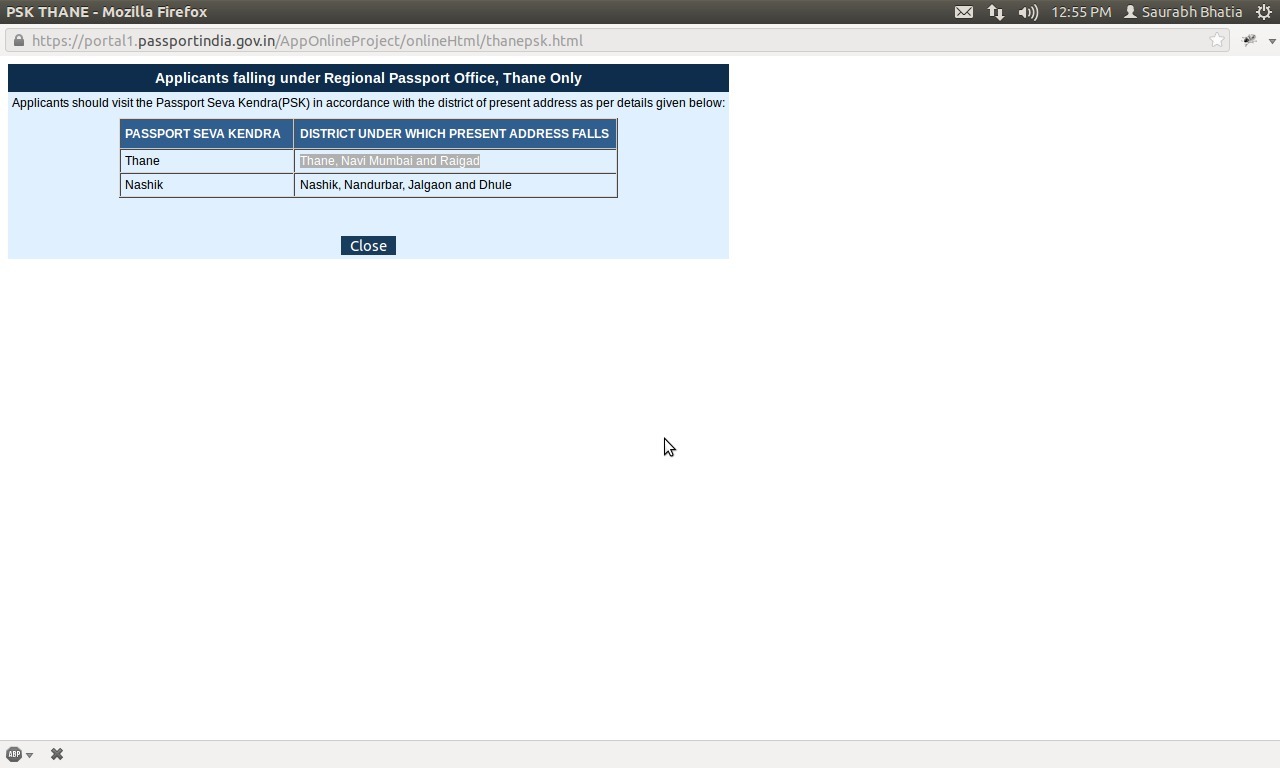 PSK THANE - Mozilla Firefox 12:55 PM Saurabh Bhatia
https://portal1.passportindia.gov.in/AppOnlineProject/onlineHtml/thanepsk.html
Applicants falling under Regional Passport Office, Thane Only
Applicants should visit the Passport Seva Kendra(PSK) in accordance with the district of present address as per details given below:
PASSPORT SEVA KENDRA DISTRICT UNDER WHICH PRESENT ADDRESS FALLS
Thane Thane, Navi Mumbai and Raigad
Nashik Nashik, Nandurbar, Jalgaon and Dhule
Close
ABP